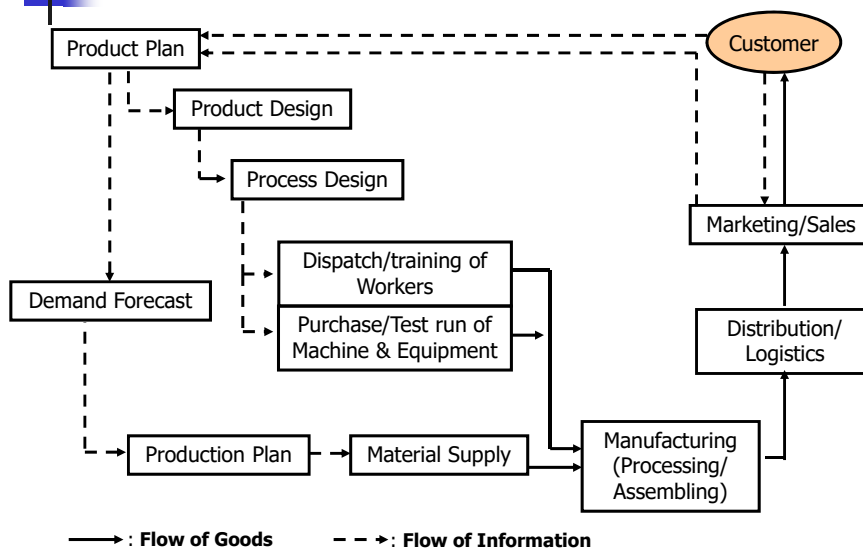 Product Plan
Customer
Product Design
Process Design
Marketing/Sales
Dispatch/training of
Workers
Demand Forecast
Purchase/Test run of
Machine & Equipment
Distribution/
Logistics
Production Plan
Material Supply
Manufacturing
(Processing/
Assembling)
: Flow of Goods
: Flow of Information